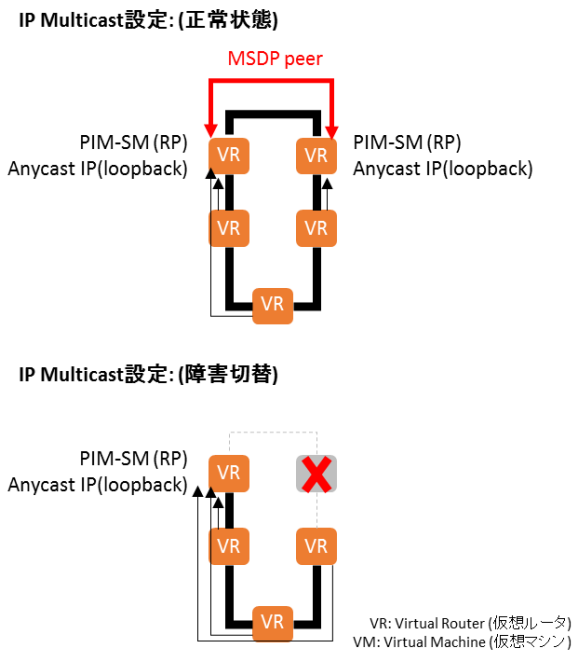 IP Multicast設定: (正常状態)
MSDP peer
PIM-SM (RP)
Anycast IP(loopback)
VR
VR
PIM-SM (RP)
Anycast IP(loopback)
VR
VR
VR
IP Multicast設定: (障害切替)
PIM-SM (RP)
Anycast IP(loopback)
VR
VR
VR
VR
VR: Virtual Router (仮想ルータ)
VM: Virtual Machine (仮想マシン)